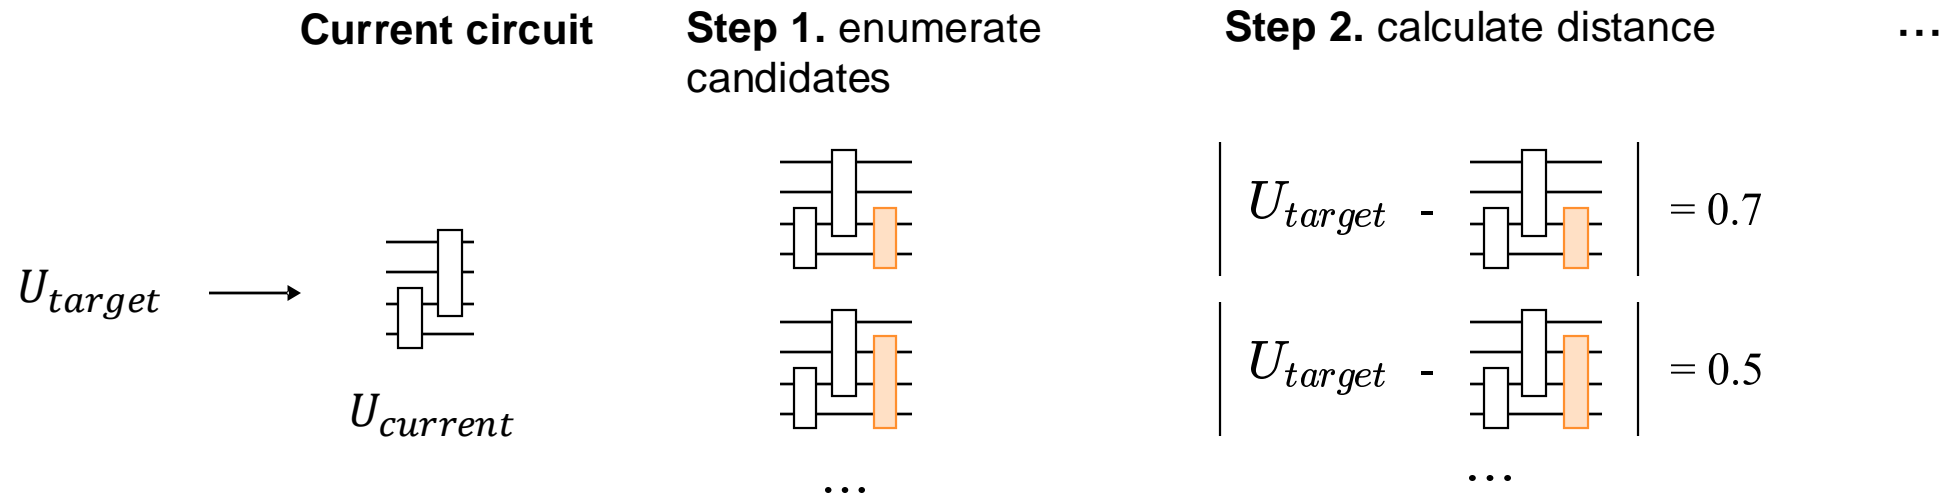 Current circuit
Step 1. enumerate
candidates
Step 2. calculate distance
...
U_target
U_current
...
| U_target - | = 0.7
| U_target - | = 0.5
...